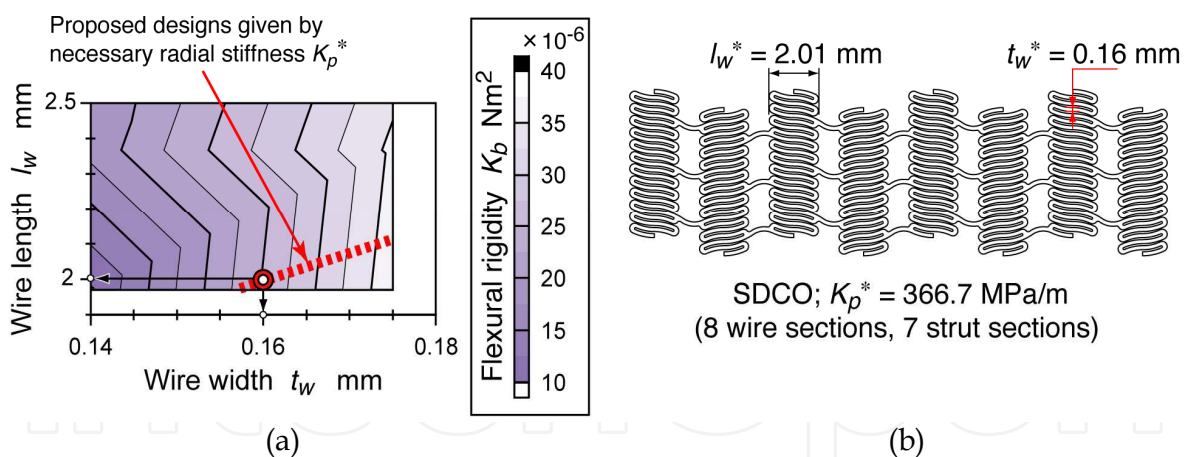 Proposed designs given by
necessary radial stiffness Kp*
Wire length lw mm
2.5
2
0.14
0.16
0.18
Wire width tw mm
× 10-6
Flexural rigidity Kb Nm2
40
35
30
25
20
15
10
(a)
lw* = 2.01 mm
tw* = 0.16 mm
SDCO; Kp* = 366.7 MPa/m
(8 wire sections, 7 strut sections)
(b)